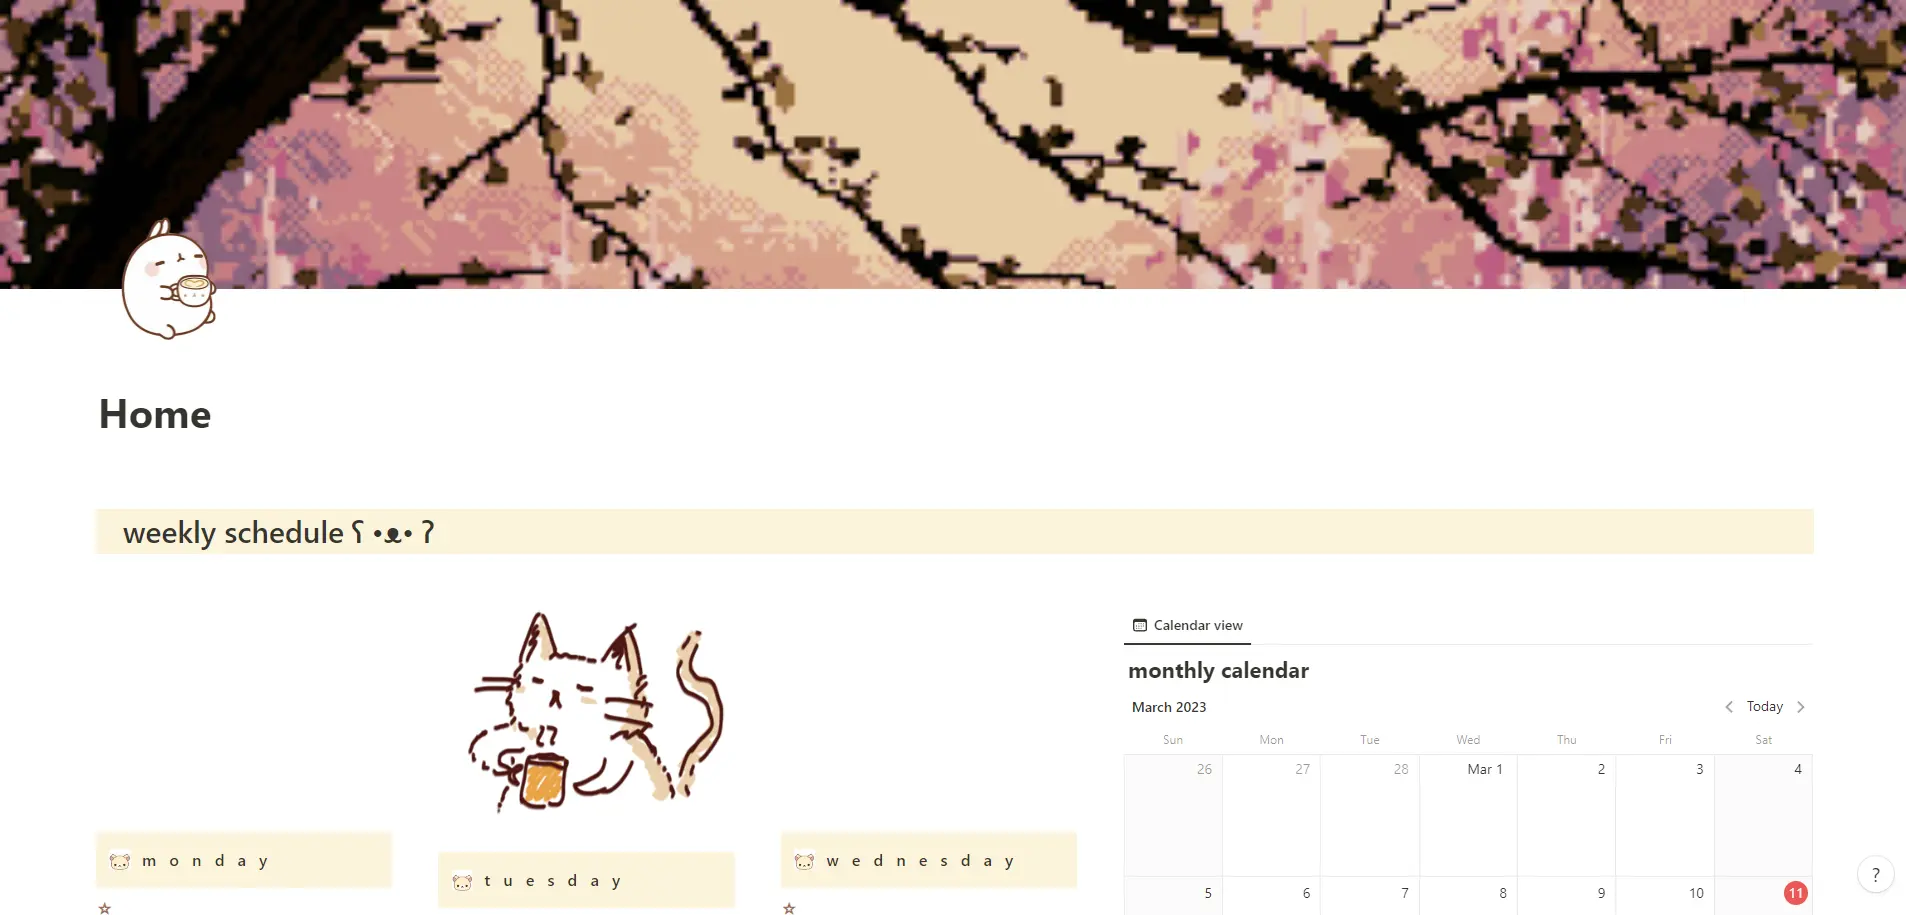 Home
weekly schedule ʕ •ᴥ• ʔ
m o n d a y
t u e s d a y
w e d n e s d a y
☆
☆
Calendar view
monthly calendar
March 2023
Today
Sun Mon Tue Wed Thu Fri Sat
26 27 28 Mar 1 2 3 4
5 6 7 8 9 10 11
?